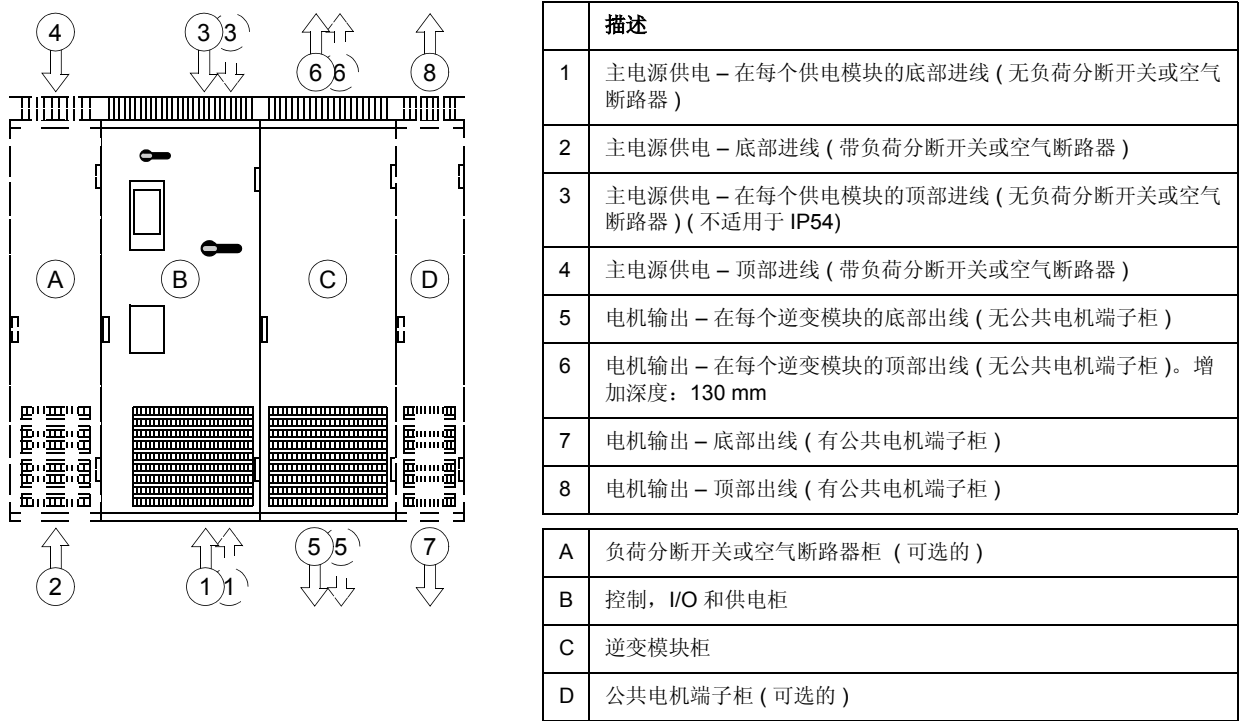 4
3
3
6
6
8
A
B
C
D
2
1
1
5
5
7
描述
1 主电源供电 – 在每个供电模块的底部进线 ( 无负荷分断开关或空气
断路器 )
2 主电源供电 – 底部进线 ( 带负荷分断开关或空气断路器 )
3 主电源供电 – 在每个供电模块的顶部进线 ( 无负荷分断开关或空气
断路器 ) ( 不适用于 IP54)
4 主电源供电 – 顶部进线 ( 带负荷分断开关或空气断路器 )
5 电机输出 – 在每个逆变模块的底部出线 ( 无公共电机端子柜 )
6 电机输出 – 在每个逆变模块的顶部出线 ( 无公共电机端子柜 )。增
加深度：130 mm
7 电机输出 – 底部出线 ( 有公共电机端子柜 )
8 电机输出 – 顶部出线 ( 有公共电机端子柜 )
A 负荷分断开关或空气断路器柜 ( 可选的 )
B 控制，I/O 和供电柜
C 逆变模块柜
D 公共电机端子柜 ( 可选的 )